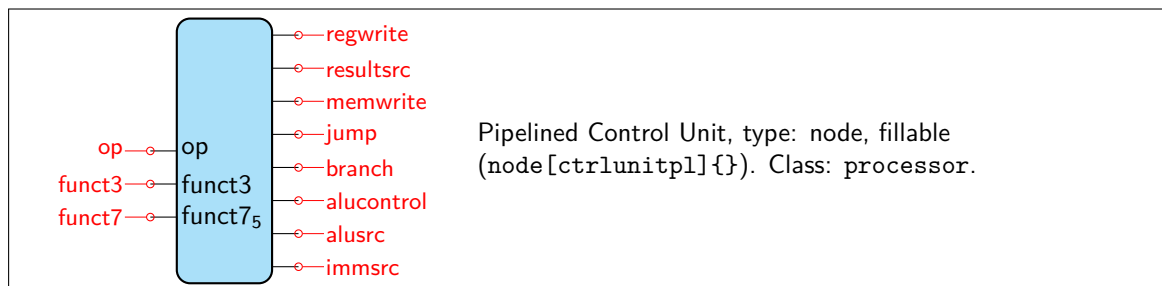 regwrite
resultsrc
memwrite
jump
branch
alucontrol
alusrc
immsrc
op
funct3
funct7
op
funct3
funct7₅
Pipelined Control Unit, type: node, fillable
(node[ctrlunitpl]{}). Class: processor.